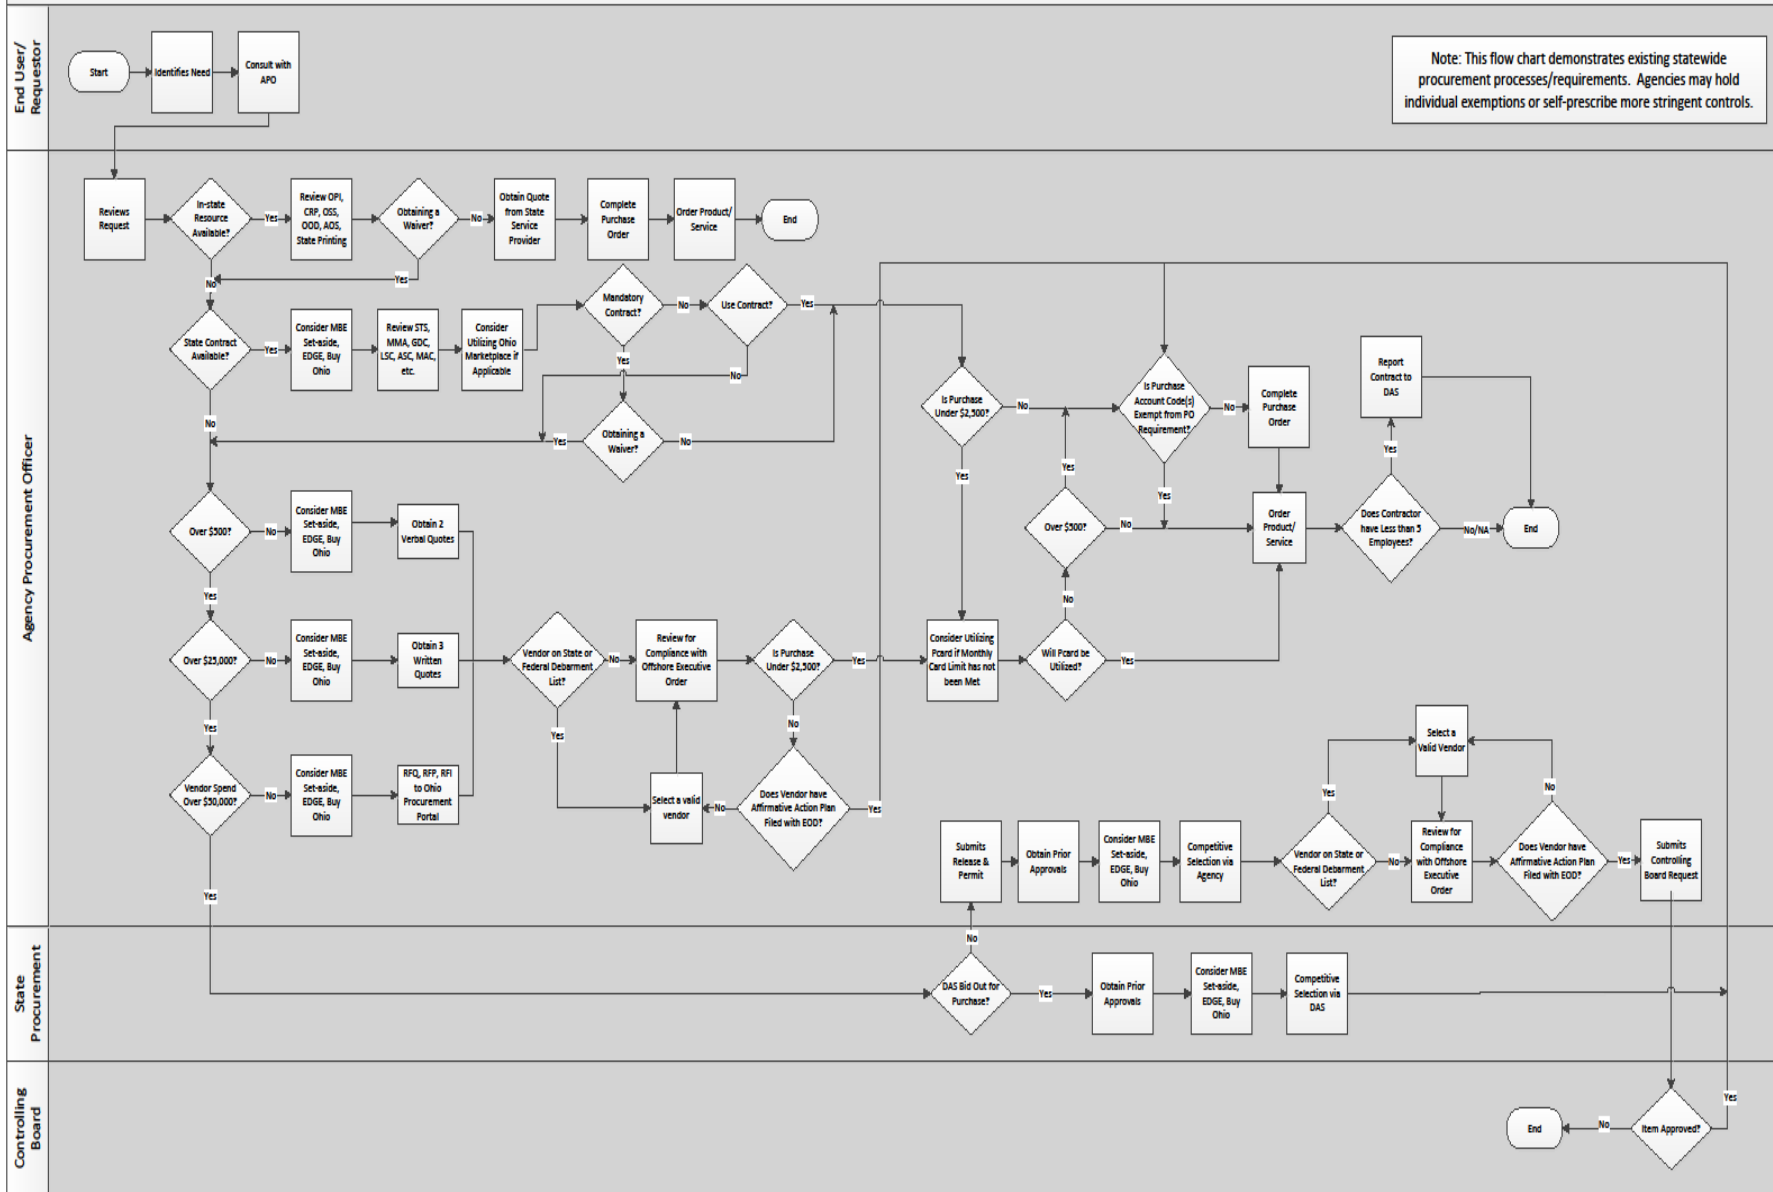 End User/
Requestor
Start
Identifies Need
Consult with
APO
Note: This flow chart demonstrates existing statewide
procurement processes/requirements.  Agencies may hold
individual exemptions or self-prescribe more stringent controls.
Agency Procurement Officer
Reviews
Request
In-state
Resource
Available?
Yes
Review OPI,
CRP, OSS,
OOD, AOS,
State Printing
Obtaining a
Waiver?
No
Obtain Quote
from State
Service
Provider
Complete
Purchase
Order
Order Product/
Service
End
Yes
No
State Contract
Available?
Yes
Consider MBE
Set-aside,
EDGE, Buy
Ohio
Review STS,
MMA, GDC,
LSC, ASC, MAC,
etc.
Consider
Utilizing Ohio
Marketplace if
Applicable
Mandatory
Contract?
No
Use Contract?
Yes
Yes
No
Obtaining a
Waiver?
Yes
No
No
Is Purchase
Under $2,500?
No
Yes
Is Purchase
Account Code(s)
Exempt from PO
Requirement?
No
Yes
Complete
Purchase
Order
Report
Contract to
DAS
Yes
Over $500?
No
Consider MBE
Set-aside,
EDGE, Buy
Ohio
Obtain 2
Verbal Quotes
Yes
Over $500?
No
Yes
No
Order
Product/
Service
Does Contractor
have Less than 5
Employees?
No/NA
End
Over $25,000?
No
Consider MBE
Set-aside,
EDGE, Buy
Ohio
Obtain 3
Written
Quotes
Yes
Vendor on State or
Federal Debarment
List?
No
Yes
Review for
Compliance with
Offshore Executive
Order
Is Purchase
Under $2,500?
Yes
No
Consider Utilizing
Pcard if Monthly
Card Limit has not
been Met
Will Pcard be
Utilized?
Yes
Vendor Spend
Over $50,000?
No
Consider MBE
Set-aside,
EDGE, Buy
Ohio
RFQ, RFP, RFI
to Ohio
Procurement
Portal
Yes
Select a valid
vendor
No
Does Vendor have
Affirmative Action Plan
Filed with EOD?
Yes
Select a
Valid Vendor
Yes
No
Submits
Release &
Permit
Obtain Prior
Approvals
Consider MBE
Set-aside,
EDGE, Buy
Ohio
Competitive
Selection via
Agency
Vendor on State or
Federal Debarment
List?
No
Review for
Compliance
with Offshore
Executive
Order
Does Vendor have
Affirmative Action Plan
Filed with EOD?
Yes
Submits
Controlling
Board Request
State
Procurement
No
DAS Bid Out for
Purchase?
Yes
Obtain Prior
Approvals
Consider MBE
Set-aside,
EDGE, Buy
Ohio
Competitive
Selection via
DAS
Controlling
Board
End
No
Item Approved?
Yes